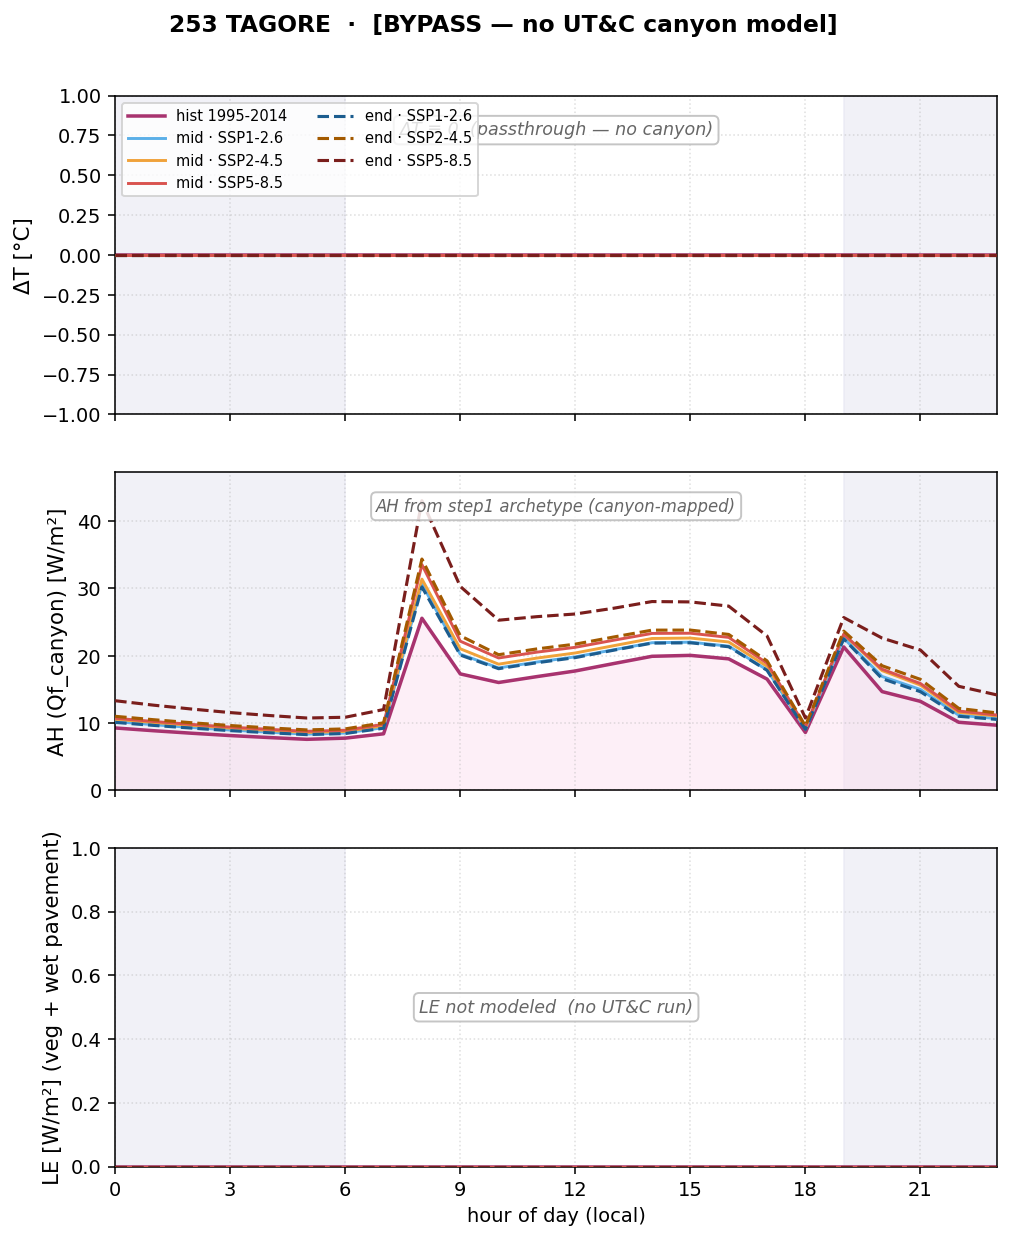 253 TAGORE · [BYPASS — no UT&C canyon model]
1.00
0.75
0.50
0.25
0.00
−0.25
−0.50
−0.75
−1.00
ΔT [°C]
hist 1995-2014
mid · SSP1-2.6
mid · SSP2-4.5
mid · SSP5-8.5
end · SSP1-2.6
end · SSP2-4.5
end · SSP5-8.5
(passthrough — no canyon)
40
30
20
10
0
AH (Qf_canyon) [W/m²]
AH from step1 archetype (canyon-mapped)
1.0
0.8
0.6
0.4
0.2
0.0
LE [W/m²] (veg + wet pavement)
LE not modeled (no UT&C run)
0 3 6 9 12 15 18 21
hour of day (local)